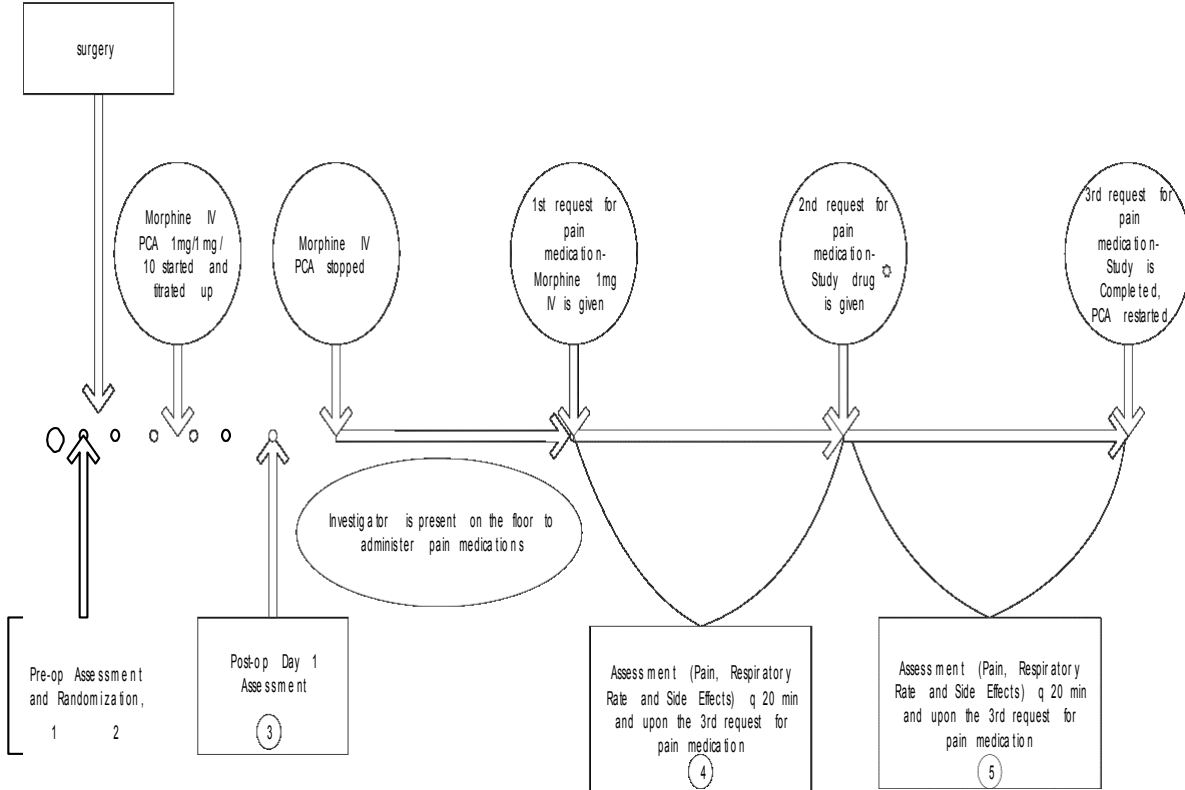 surgery
Morphine IV
PCA 1mg/1mg/
10 started and
titrated up
Morphine IV
PCA stopped
1st request for
pain
medication-
Morphine 1mg
IV is given
2nd request for
pain
medication-
Study drug
is given
3rd request for
pain
medication-
Study is
Completed,
PCA restarted
Investigator is present on the floor to
administer pain medications
Pre-op Assessment
and Randomization,
1 2
Post-op Day 1
Assessment
3
Assessment (Pain, Respiratory
Rate and Side Effects) q 20 min
and upon the 3rd request for
pain medication
4
Assessment (Pain, Respiratory
Rate and Side Effects) q 20 min
and upon the 3rd request for
pain medication
5